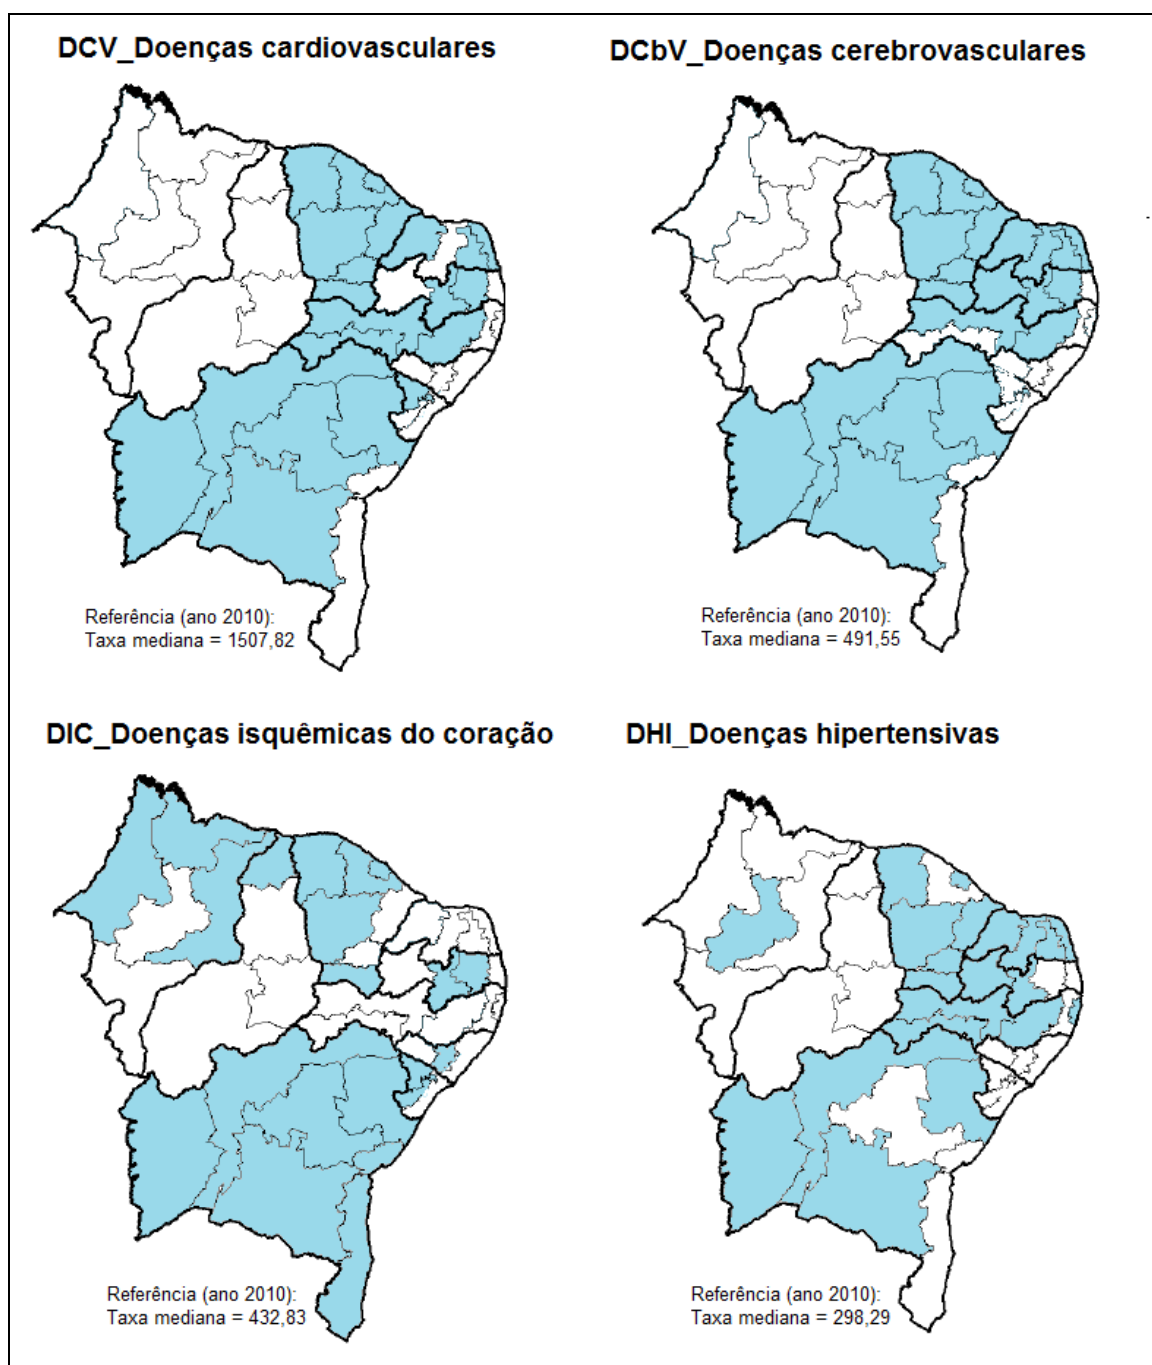 DCV_Doenças cardiovasculares
DCbV_Doenças cerebrovasculares
Referência (ano 2010):
Taxa mediana = 1507,82
Referência (ano 2010):
Taxa mediana = 491,55
DIC_Doenças isquêmicas do coração
DHI_Doenças hipertensivas
Referência (ano 2010):
Taxa mediana = 432,83
Referência (ano 2010):
Taxa mediana = 298,29